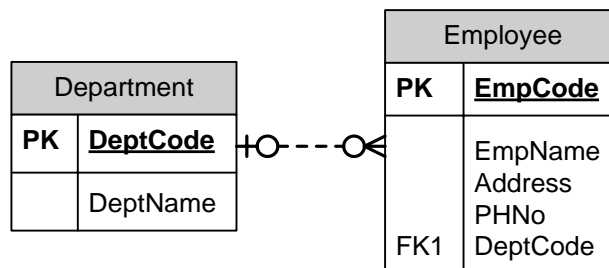 Department
PK DeptCode
DeptName
Employee
PK EmpCode
EmpName
Address
PHNo
FK1 DeptCode